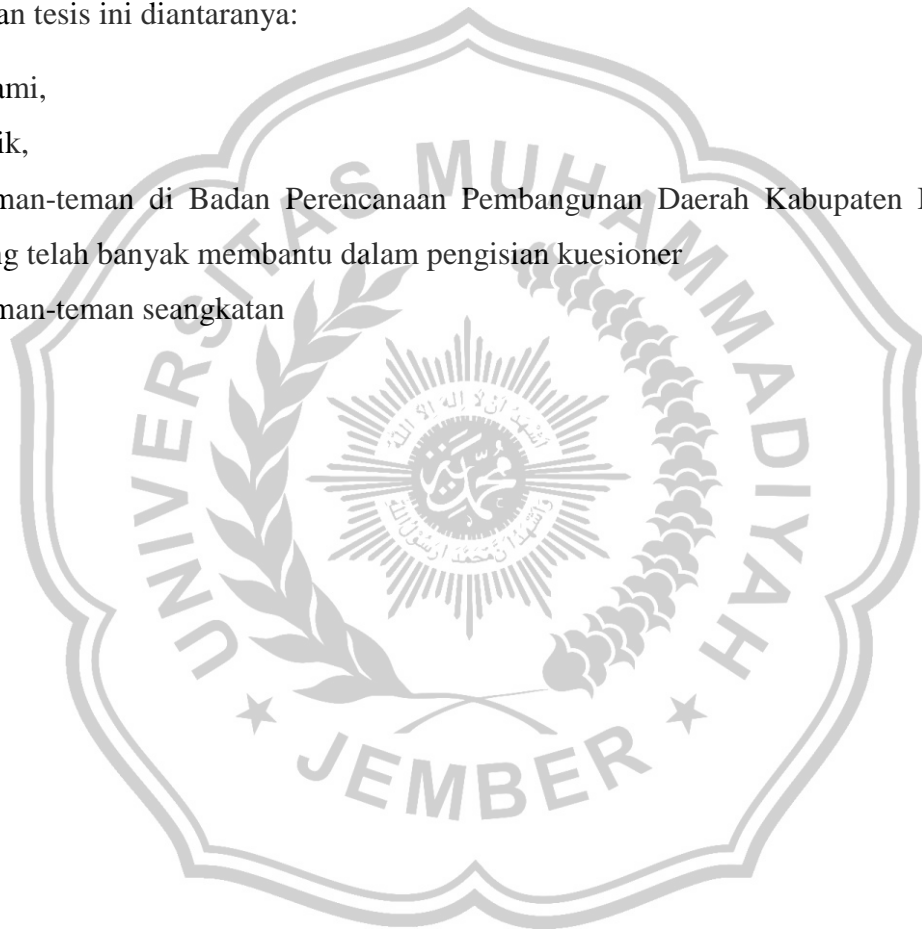 an tesis ini diantaranya:
ami,
ik,
man-teman di Badan Perencanaan Pembangunan Daerah Kabupaten
ng telah banyak membantu dalam pengisian kuesioner
man-teman seangkatan
UNIVERSITAS MUHAMMADIYAH
JEMBER